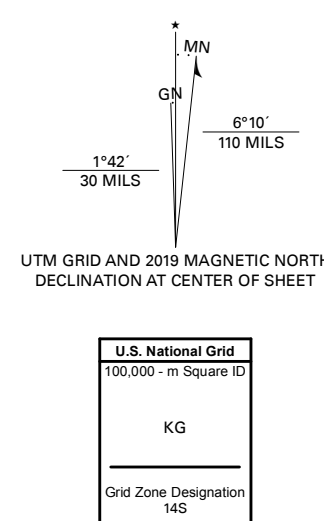 ★
MN
GN
6°10´
110 MILS
1°42´
30 MILS
UTM GRID AND 2019 MAGNETIC NORTH
DECLINATION AT CENTER OF SHEET
U.S. National Grid
100,000 - m Square ID
KG
Grid Zone Designation
14S